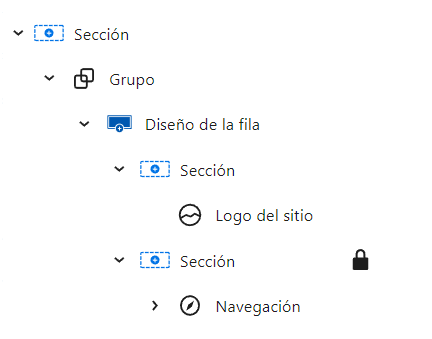 Sección
Grupo
Diseño de la fila
Sección
Logo del sitio
Sección
Navegación